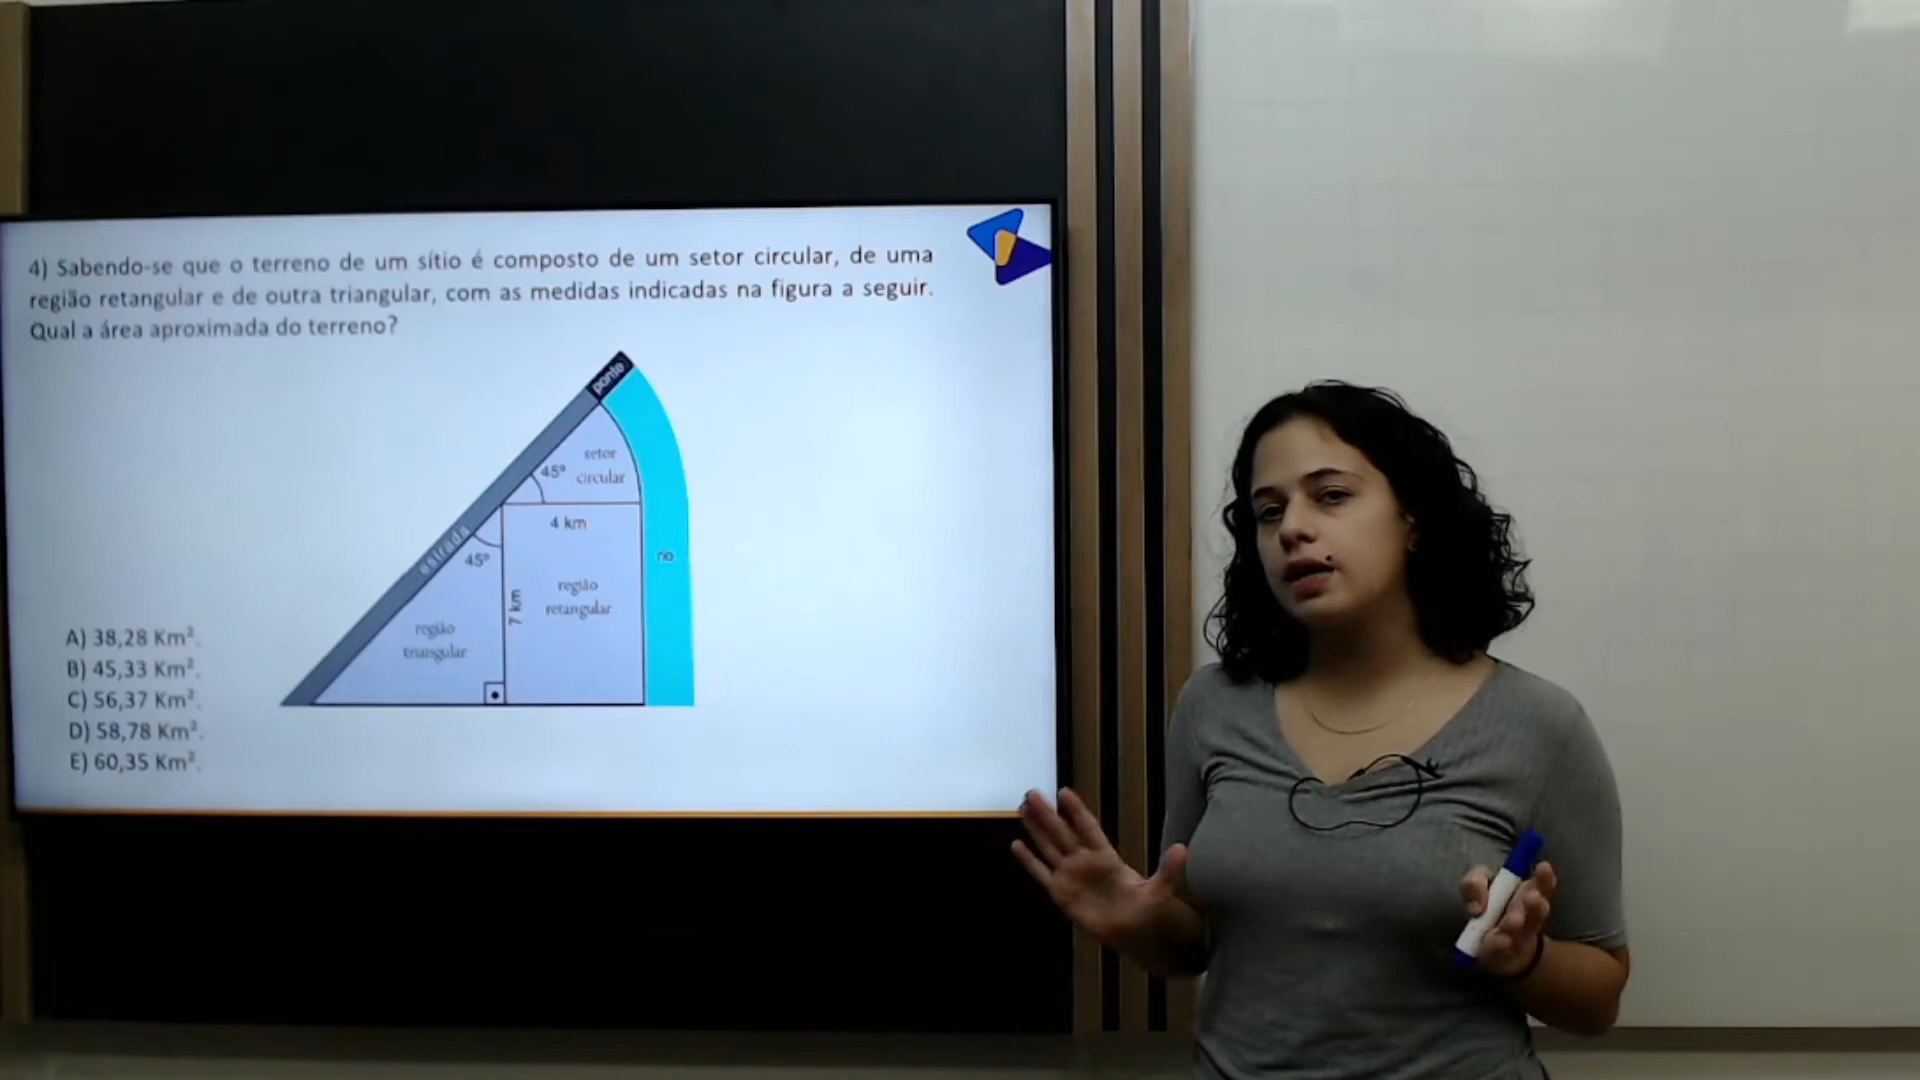 4) Sabendo-se que o terreno de um sítio é composto de um setor circular, de uma
região retangular e de outra triangular, com as medidas indicadas na figura a seguir.
Qual a área aproximada do terreno?
ponte
setor
circular
45º
4 km
estrada
45º
rio
7 km
região
retangular
região
triangular
A) 38,28 Km².
B) 45,33 Km².
C) 56,37 Km².
D) 58,78 Km².
E) 60,35 Km².